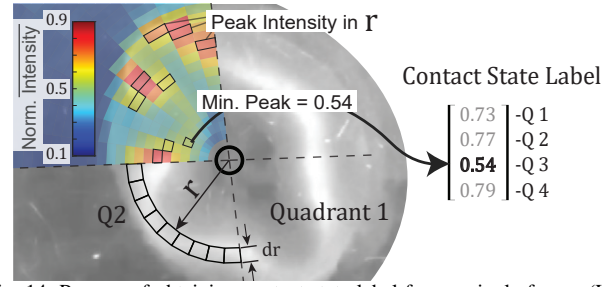 0.9
0.5
0.1
Norm. Intensity
Peak Intensity in r
Min. Peak = 0.54
Contact State Label
0.73 -Q 1
0.77 -Q 2
0.54 -Q 3
0.79 -Q 4
r
Q2
Quadrant 1
dr